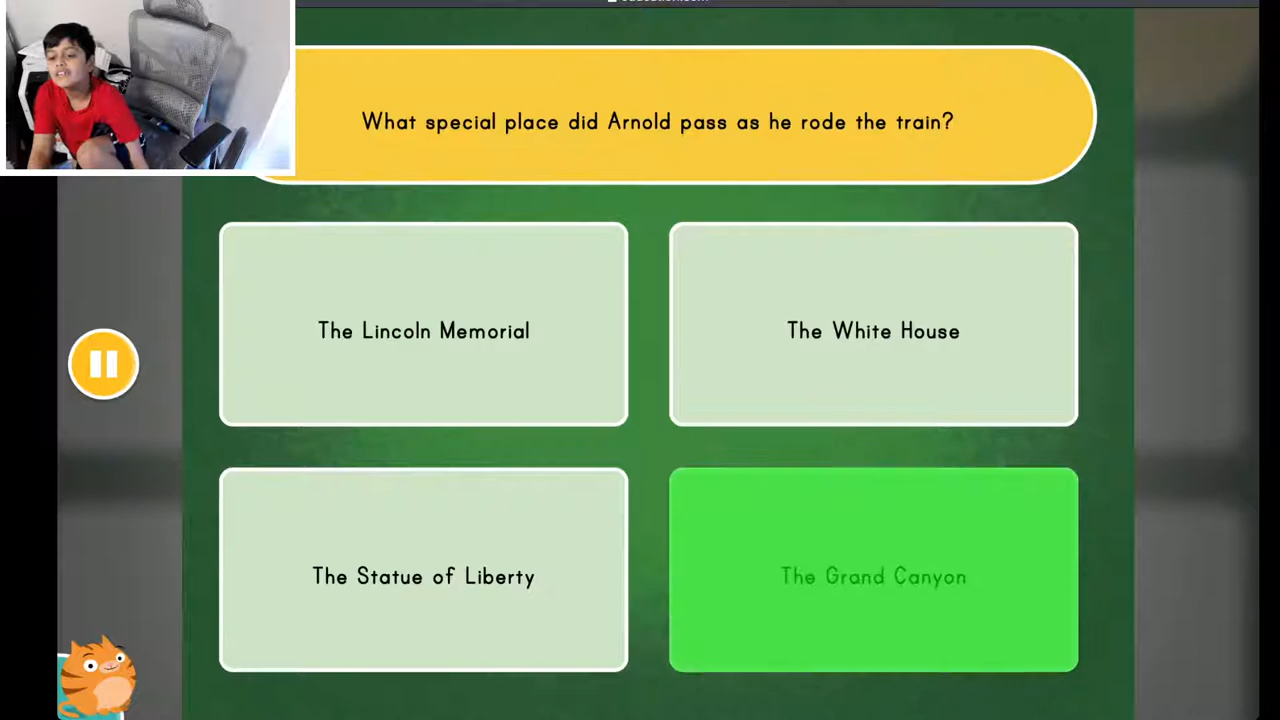 What special place did Arnold pass as he rode the train?
The Lincoln Memorial
The White House
The Statue of Liberty
The Grand Canyon